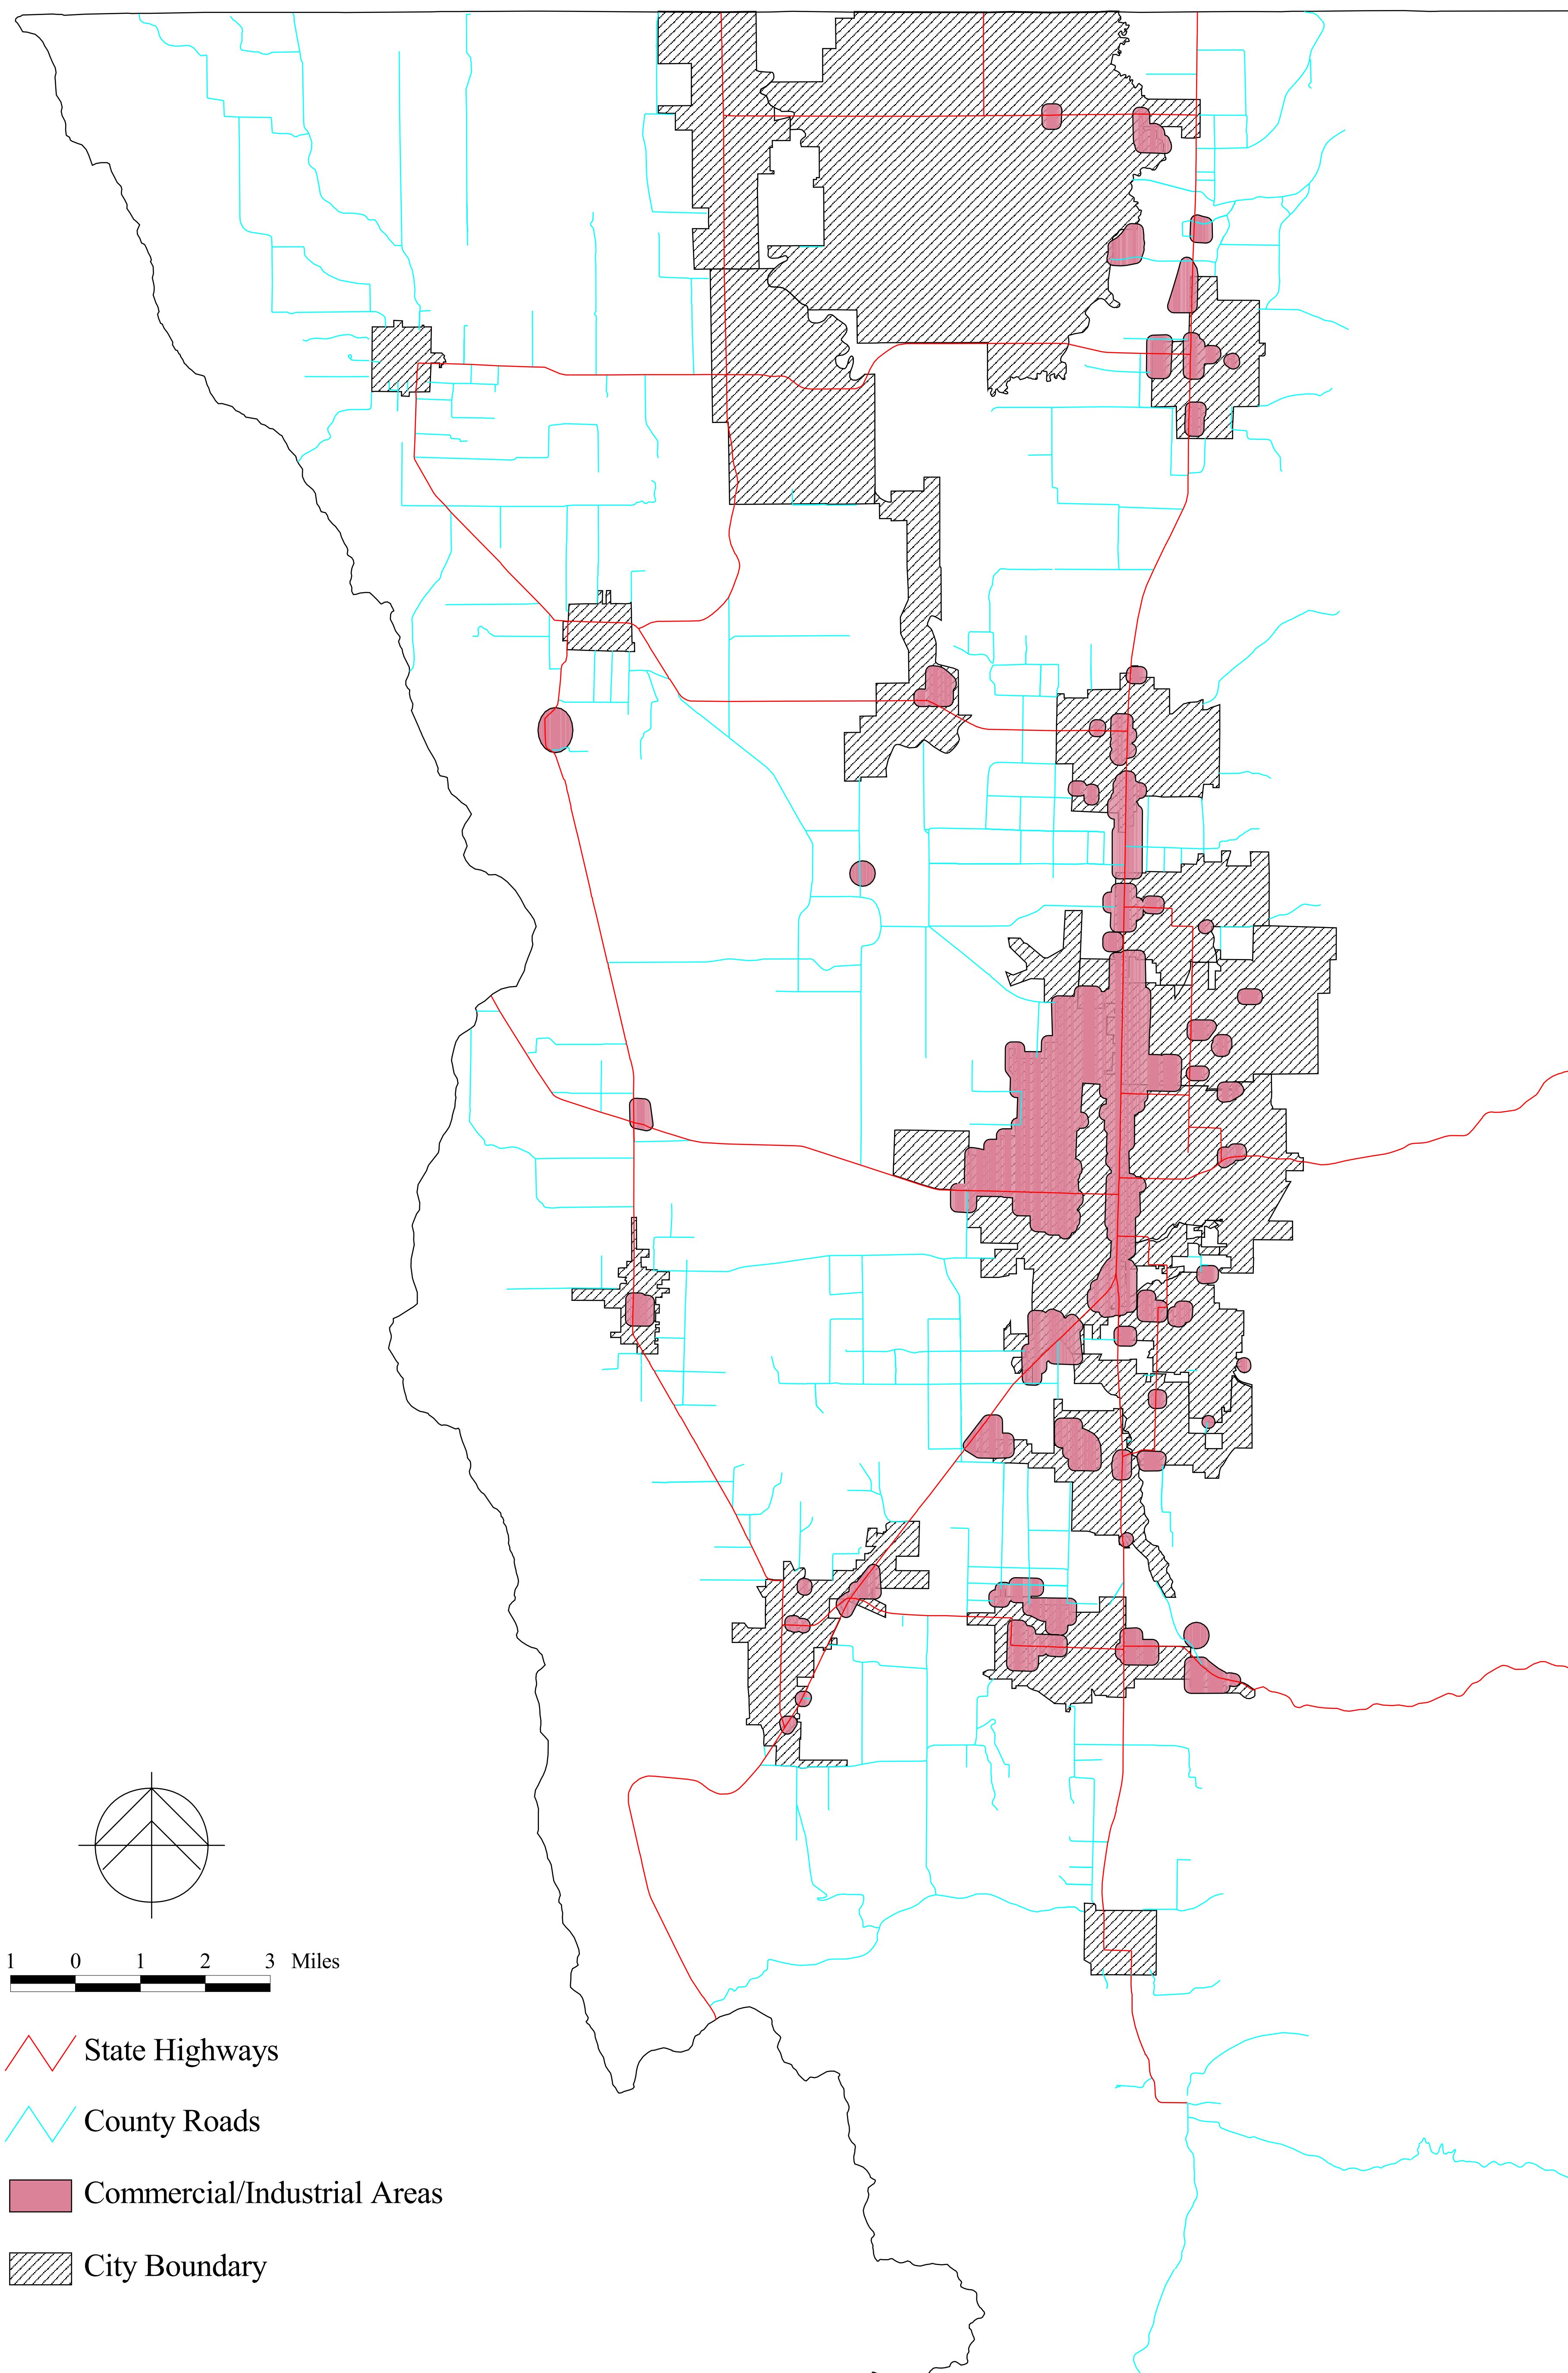 1 0 1 2 3 Miles
State Highways
County Roads
Commercial/Industrial Areas
City Boundary